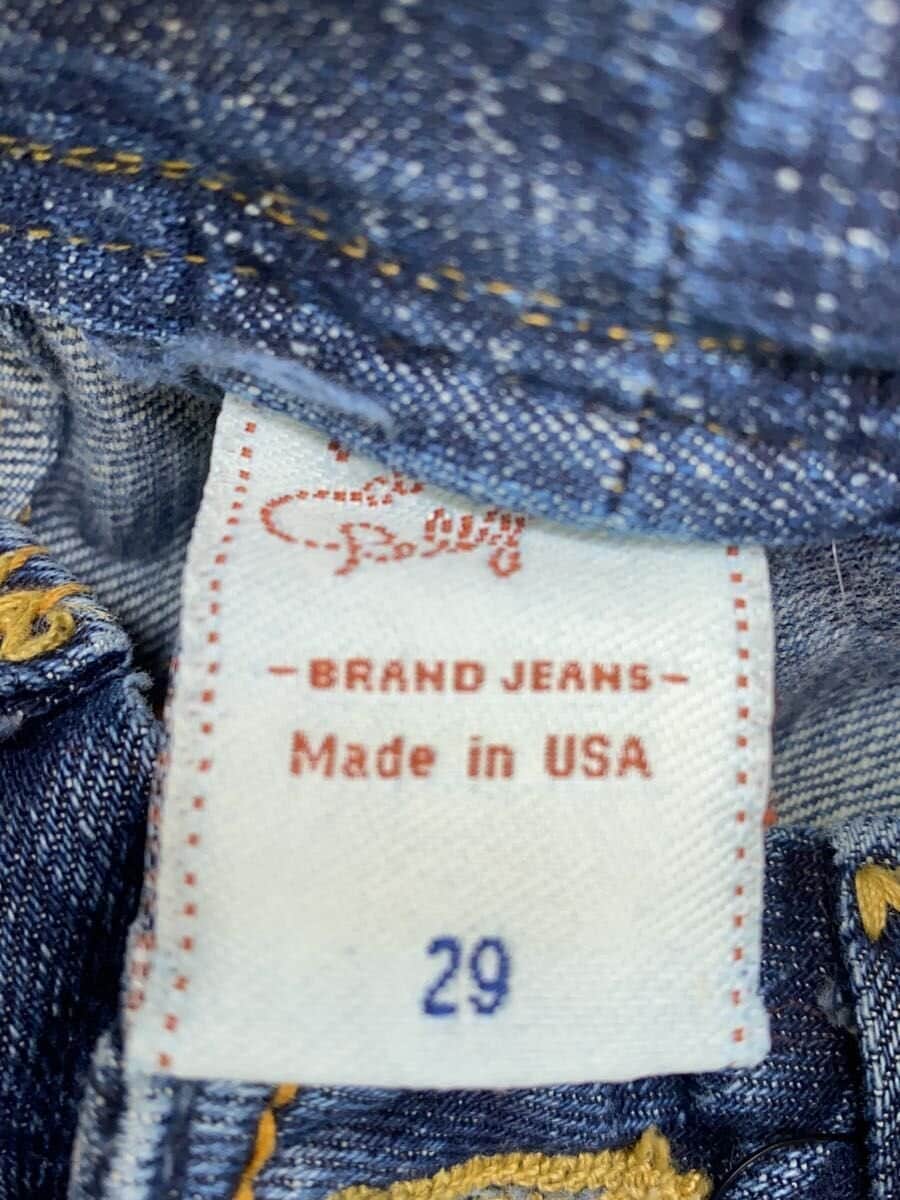 -BRAND JEANS-
Made in USA
29